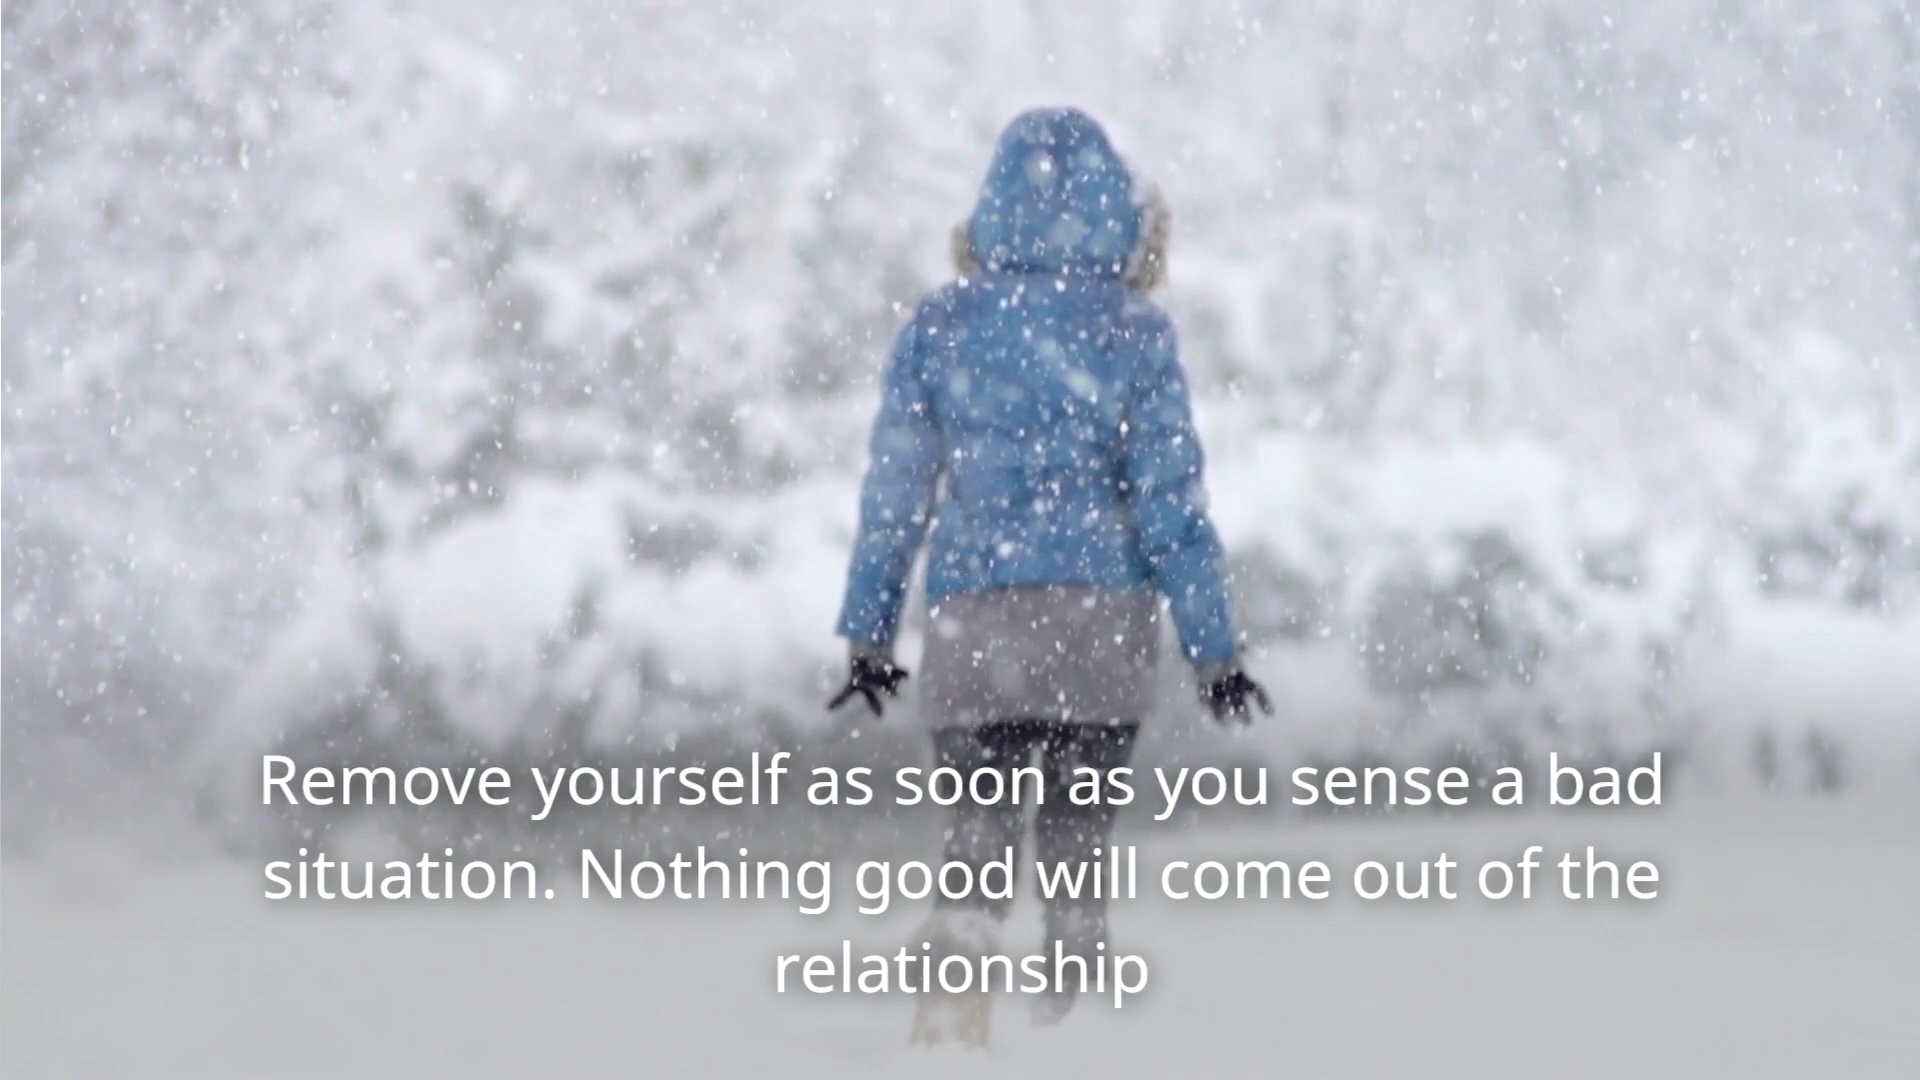 Remove yourself as soon as you sense a bad
situation. Nothing good will come out of the
relationship